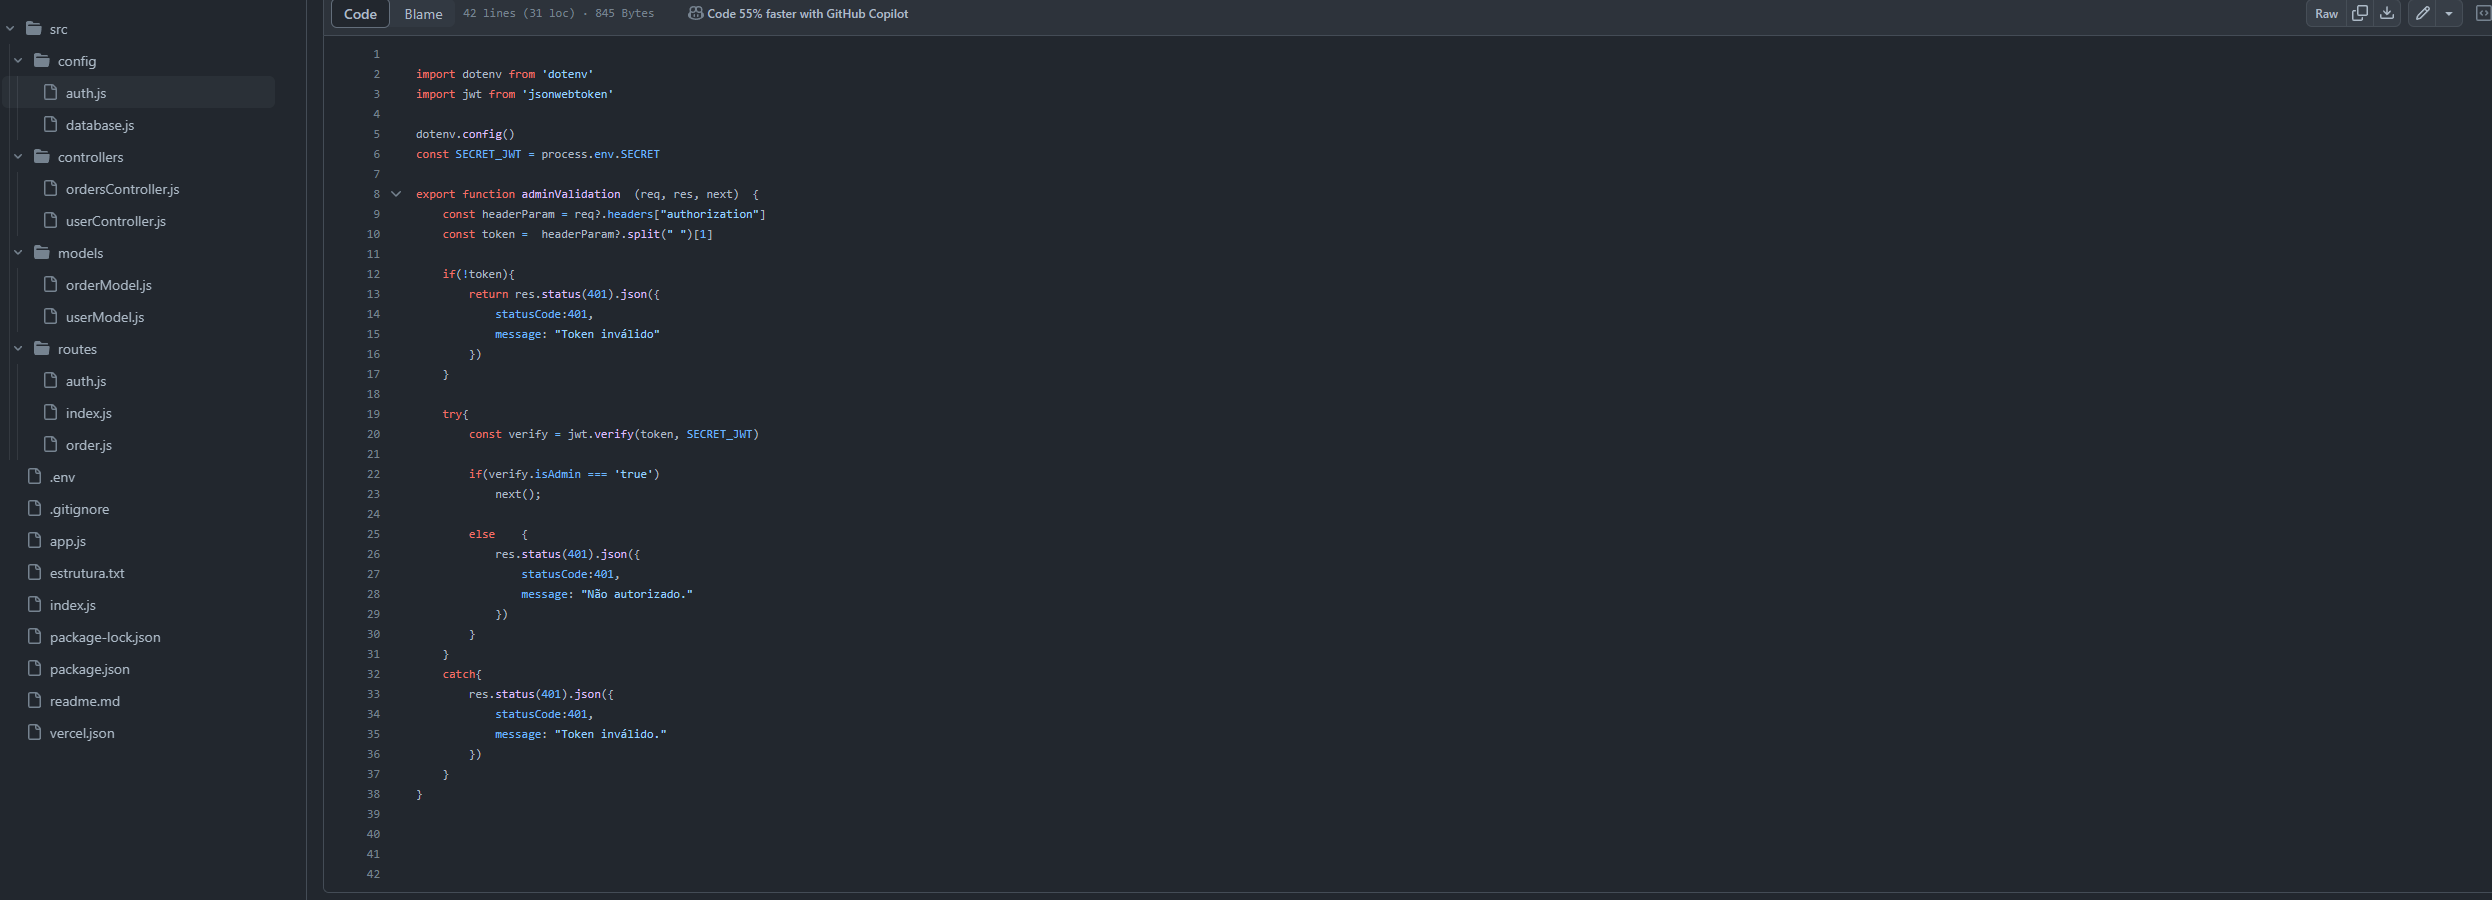 src
config
auth.js
database.js
controllers
ordersController.js
userController.js
models
orderModel.js
userModel.js
routes
auth.js
index.js
order.js
.env
.gitignore
app.js
estrutura.txt
index.js
package-lock.json
package.json
readme.md
vercel.json
Code Blame 42 lines (31 loc) · 845 Bytes Code 55% faster with GitHub Copilot Raw
1
2 import dotenv from 'dotenv'
3 import jwt from 'jsonwebtoken'
4
5 dotenv.config()
6 const SECRET_JWT = process.env.SECRET
7
8 export function adminValidation  (req, res, next)  {
9     const headerParam = req?.headers["authorization"]
10     const token =  headerParam?.split(" ")[1]
11
12     if(!token){
13         return res.status(401).json({
14             statusCode:401,
15             message: "Token inválido"
16         })
17     }
18
19     try{
20         const verify = jwt.verify(token, SECRET_JWT)
21
22         if(verify.isAdmin === 'true')
23             next();
24
25         else    {
26             res.status(401).json({
27                 statusCode:401,
28                 message: "Não autorizado."
29             })
30         }
31     }
32     catch{
33         res.status(401).json({
34             statusCode:401,
35             message: "Token inválido."
36         })
37     }
38 }
39
40
41
42